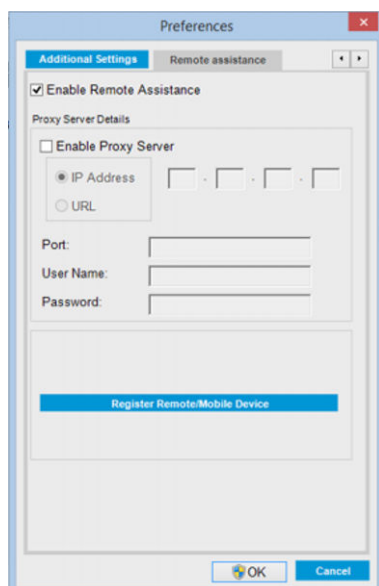 Preferences
Additional Settings
Remote assistance
Enable Remote Assistance
Proxy Server Details
Enable Proxy Server
IP Address
URL
Port:
User Name:
Password:
Register Remote/Mobile Device
OK
Cancel